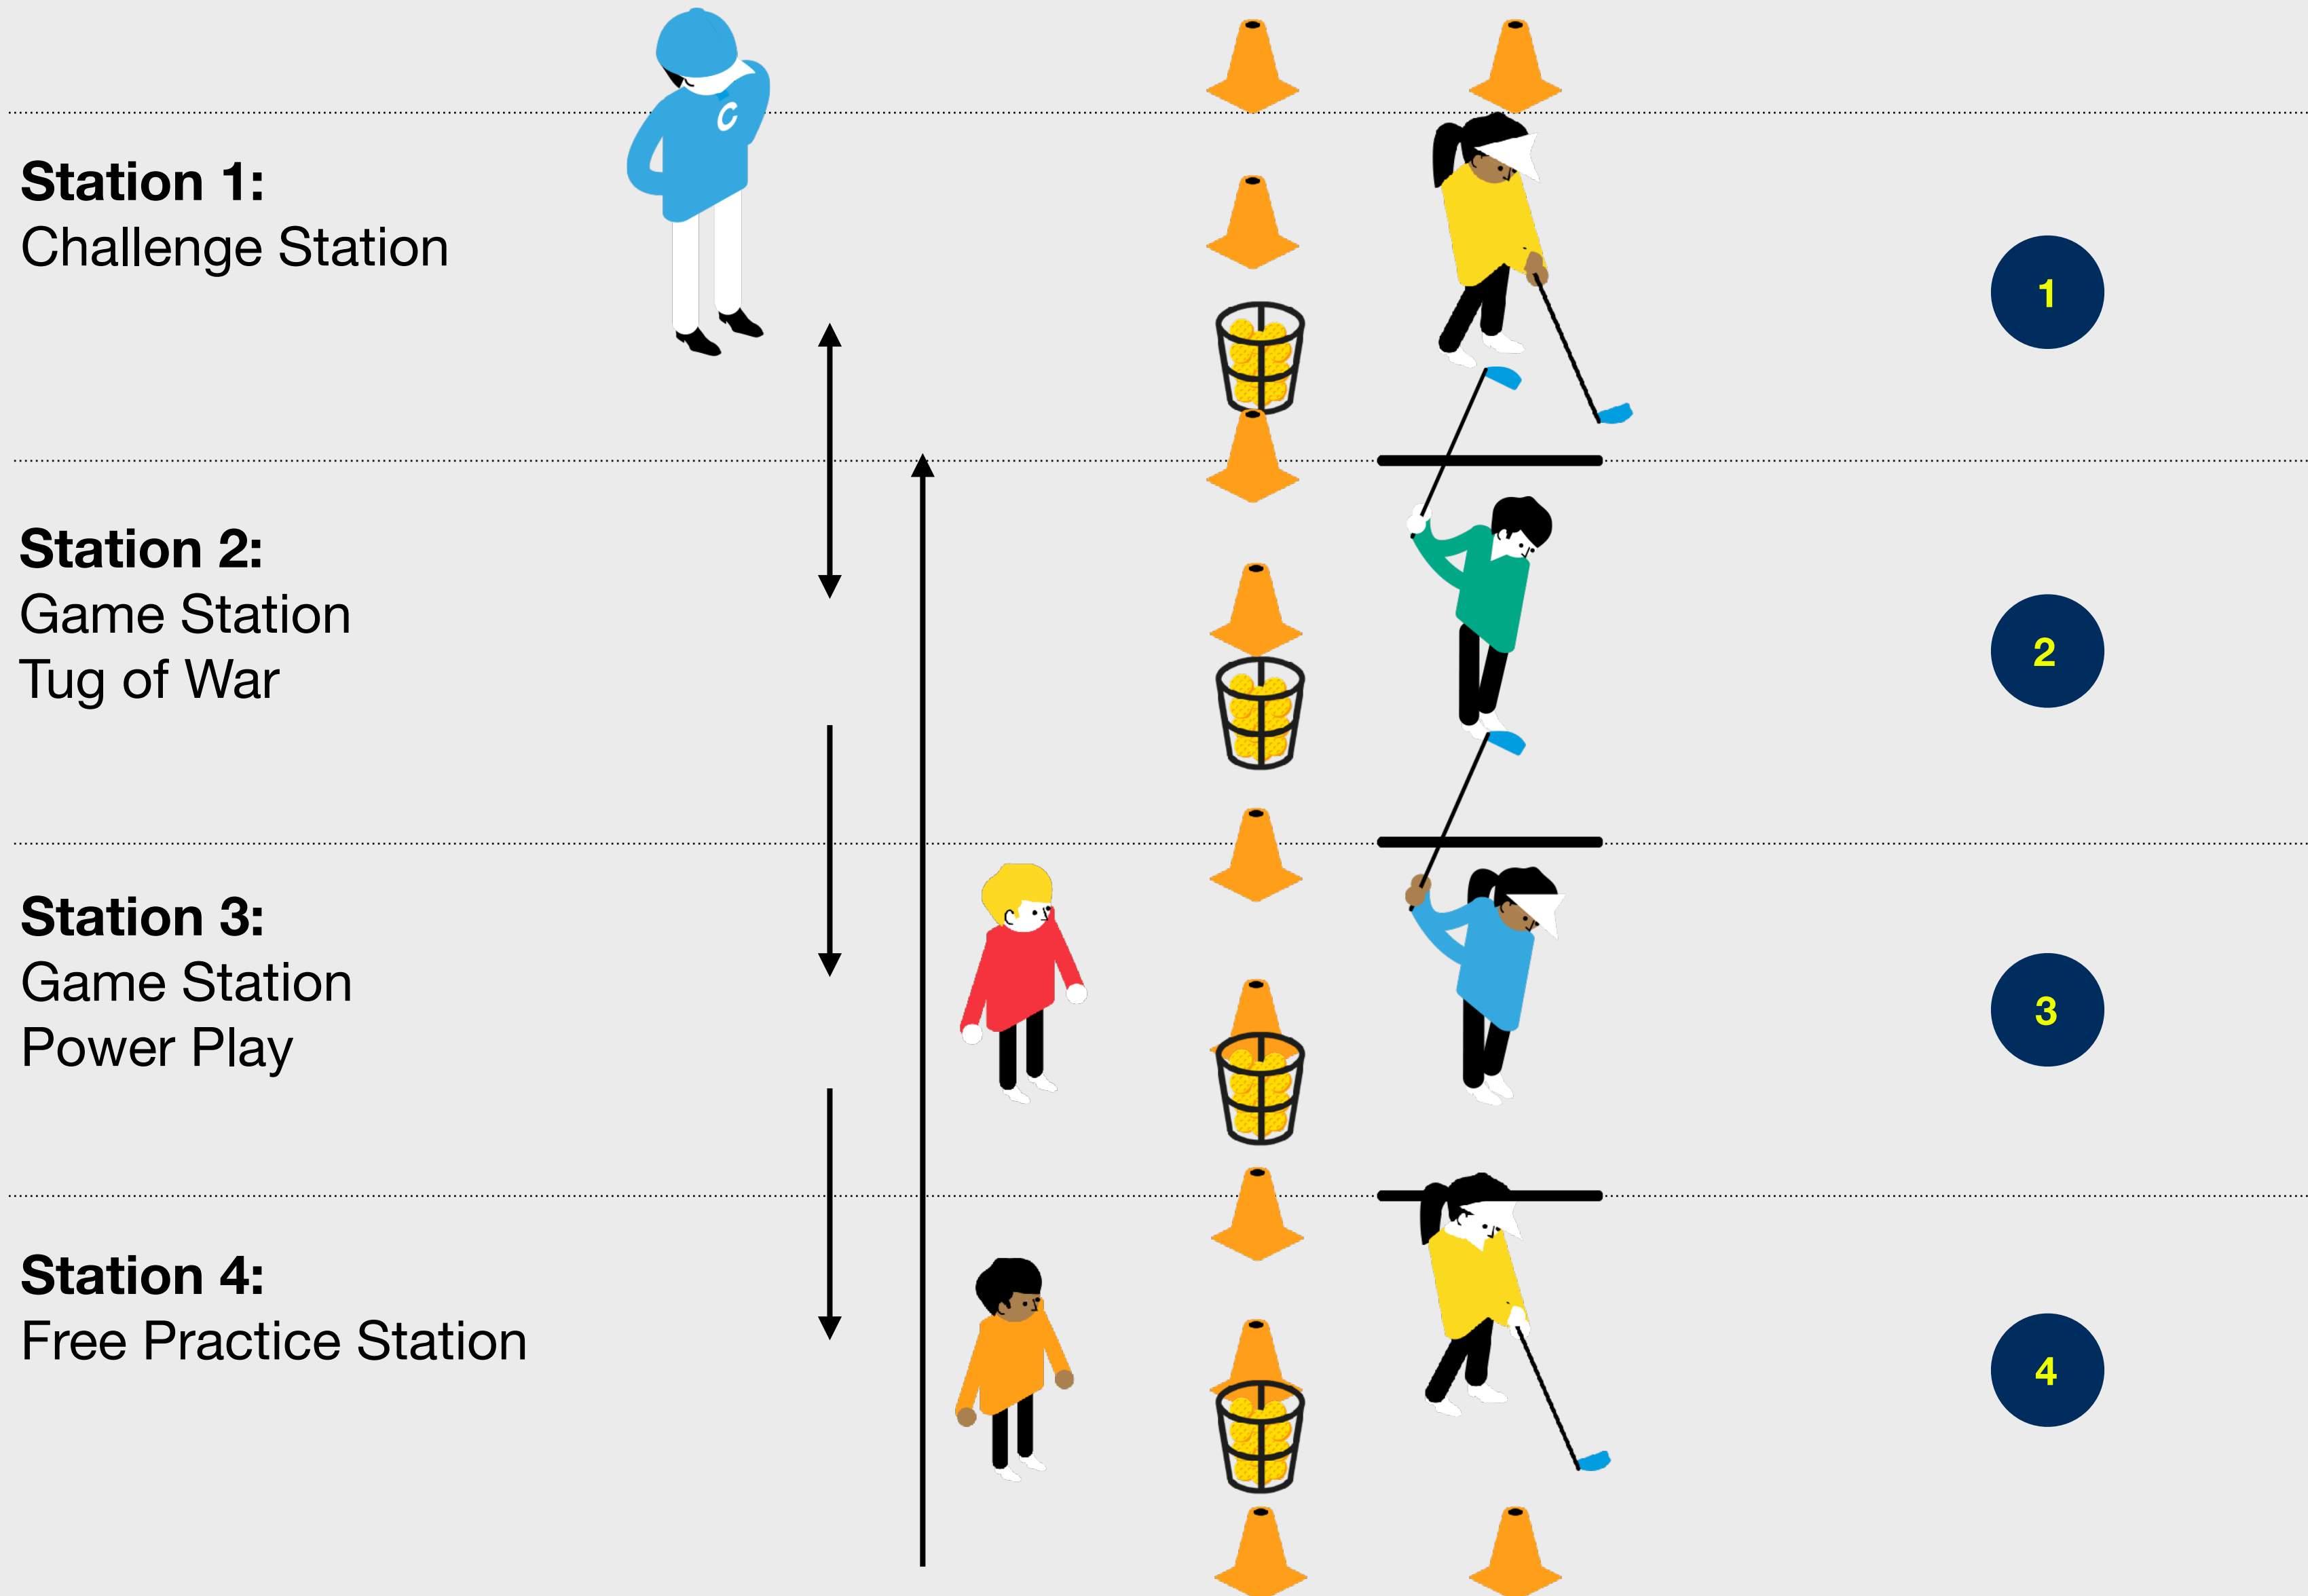 C
Station 1:
Challenge Station
1
Station 2:
Game Station
Tug of War
2
Station 3:
Game Station
Power Play
3
Station 4:
Free Practice Station
4